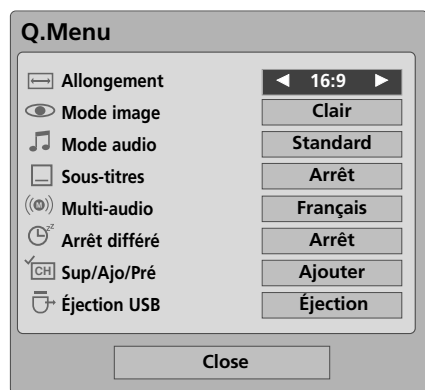 Q.Menu
Allongement ◄ 16:9 ►
Mode image Clair
Mode audio Standard
Sous-titres Arrêt
Multi-audio Français
Arrêt différé Arrêt
CH Sup/Ajo/Pré Ajouter
Éjection USB Éjection
Close